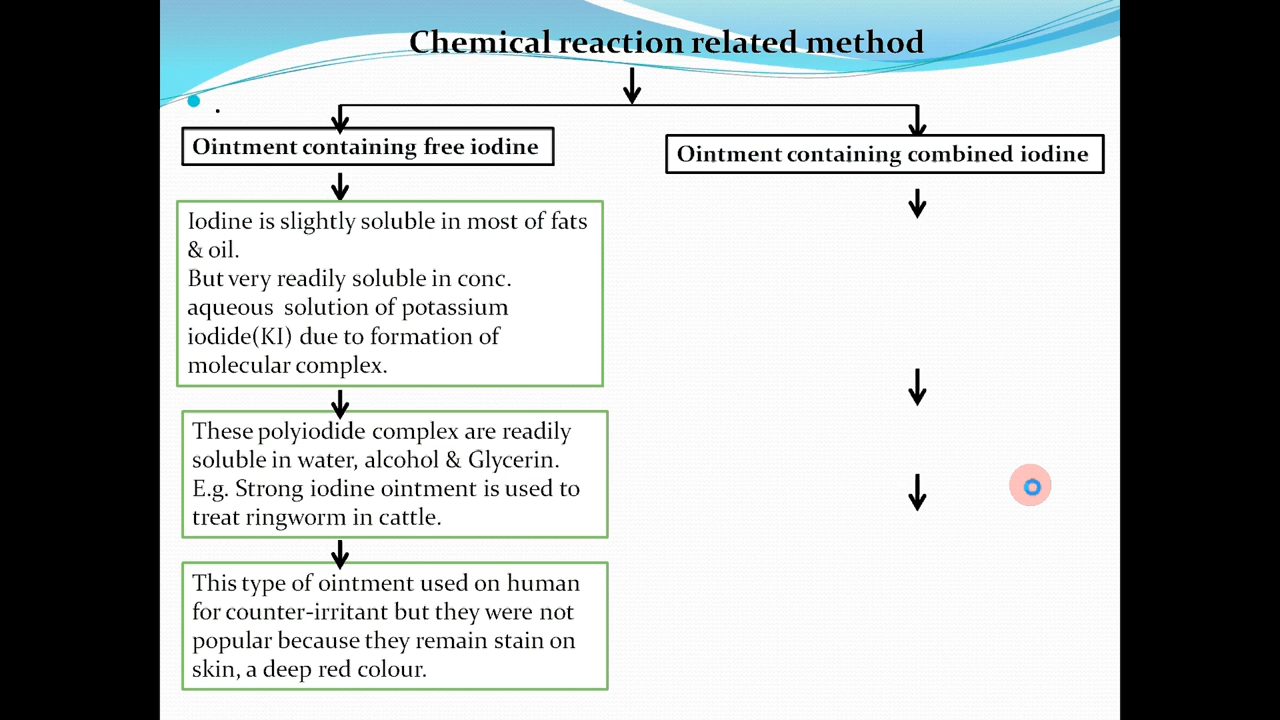 Chemical reaction related method
.
Ointment containing free iodine
Ointment containing combined iodine
Iodine is slightly soluble in most of fats
& oil.
But very readily soluble in conc.
aqueous solution of potassium
iodide(KI) due to formation of
molecular complex.
These polyiodide complex are readily
soluble in water, alcohol & Glycerin.
E.g. Strong iodine ointment is used to
treat ringworm in cattle.
This type of ointment used on human
for counter-irritant but they were not
popular because they remain stain on
skin, a deep red colour.